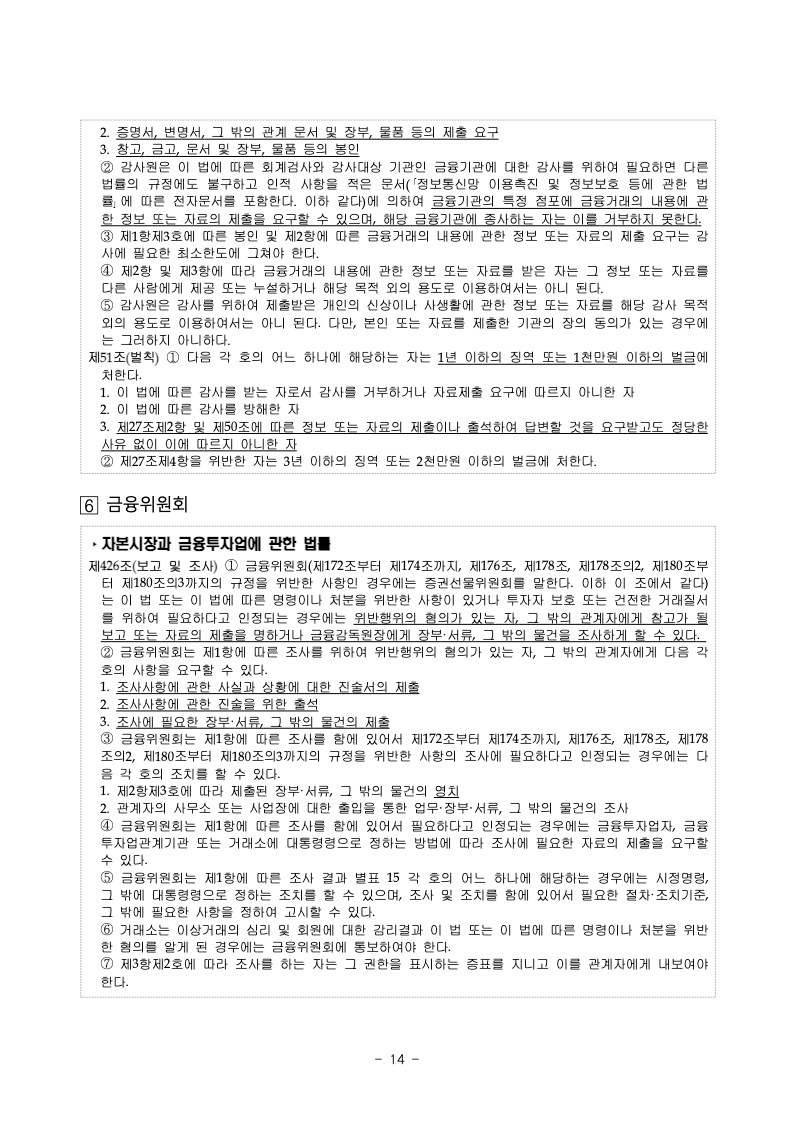 2. 증명서, 변명서, 그 밖의 관계 문서 및 장부, 물품 등의 제출 요구
3. 창고, 금고, 문서 및 장부, 물품 등의 봉인
② 감사원은 이 법에 따른 회계검사와 감사대상 기관인 금융기관에 대한 감사를 위하여 필요하면 다른
법률의 규정에도 불구하고 인적 사항을 적은 문서(「정보통신망 이용촉진 및 정보보호 등에 관한 법
률」에 따른 전자문서를 포함한다. 이하 같다)에 의하여 금융기관의 특정 점포에 금융거래의 내용에 관
한 정보 또는 자료의 제출을 요구할 수 있으며, 해당 금융기관에 종사하는 자는 이를 거부하지 못한다.
③ 제1항제3호에 따른 봉인 및 제2항에 따른 금융거래의 내용에 관한 정보 또는 자료의 제출 요구는 감
사에 필요한 최소한도에 그쳐야 한다.
④ 제2항 및 제3항에 따라 금융거래의 내용에 관한 정보 또는 자료를 받은 자는 그 정보 또는 자료를
다른 사람에게 제공 또는 누설하거나 해당 목적 외의 용도로 이용하여서는 아니 된다.
⑤ 감사원은 감사를 위하여 제출받은 개인의 신상이나 사생활에 관한 정보 또는 자료를 해당 감사 목적
외의 용도로 이용하여서는 아니 된다. 다만, 본인 또는 자료를 제출한 기관의 장의 동의가 있는 경우에
는 그러하지 아니하다.
제51조(벌칙) ① 다음 각 호의 어느 하나에 해당하는 자는 1년 이하의 징역 또는 1천만원 이하의 벌금에
처한다.
1. 이 법에 따른 감사를 받는 자로서 감사를 거부하거나 자료제출 요구에 따르지 아니한 자
2. 이 법에 따른 감사를 방해한 자
3. 제27조제2항 및 제50조에 따른 정보 또는 자료의 제출이나 출석하여 답변할 것을 요구받고도 정당한
사유 없이 이에 따르지 아니한 자
② 제27조제4항을 위반한 자는 3년 이하의 징역 또는 2천만원 이하의 벌금에 처한다.
6 금융위원회
▸자본시장과 금융투자업에 관한 법률
제426조(보고 및 조사) ① 금융위원회(제172조부터 제174조까지, 제176조, 제178조, 제178조의2, 제180조부
터 제180조의3까지의 규정을 위반한 사항인 경우에는 증권선물위원회를 말한다. 이하 이 조에서 같다)
는 이 법 또는 이 법에 따른 명령이나 처분을 위반한 사항이 있거나 투자자 보호 또는 건전한 거래질서
를 위하여 필요하다고 인정되는 경우에는 위반행위의 혐의가 있는 자, 그 밖의 관계자에게 참고가 될
보고 또는 자료의 제출을 명하거나 금융감독원장에게 장부·서류, 그 밖의 물건을 조사하게 할 수 있다.
② 금융위원회는 제1항에 따른 조사를 위하여 위반행위의 혐의가 있는 자, 그 밖의 관계자에게 다음 각
호의 사항을 요구할 수 있다.
1. 조사사항에 관한 사실과 상황에 대한 진술서의 제출
2. 조사사항에 관한 진술을 위한 출석
3. 조사에 필요한 장부·서류, 그 밖의 물건의 제출
③ 금융위원회는 제1항에 따른 조사를 함에 있어서 제172조부터 제174조까지, 제176조, 제178조, 제178
조의2, 제180조부터 제180조의3까지의 규정을 위반한 사항의 조사에 필요하다고 인정되는 경우에는 다
음 각 호의 조치를 할 수 있다.
1. 제2항제3호에 따라 제출된 장부·서류, 그 밖의 물건의 영치
2. 관계자의 사무소 또는 사업장에 대한 출입을 통한 업무·장부·서류, 그 밖의 물건의 조사
④ 금융위원회는 제1항에 따른 조사를 함에 있어서 필요하다고 인정되는 경우에는 금융투자업자, 금융
투자업관계기관 또는 거래소에 대통령령으로 정하는 방법에 따라 조사에 필요한 자료의 제출을 요구할
수 있다.
⑤ 금융위원회는 제1항에 따른 조사 결과 별표 15 각 호의 어느 하나에 해당하는 경우에는 시정명령,
그 밖에 대통령령으로 정하는 조치를 할 수 있으며, 조사 및 조치를 함에 있어서 필요한 절차·조치기준,
그 밖에 필요한 사항을 정하여 고시할 수 있다.
⑥ 거래소는 이상거래의 심리 및 회원에 대한 감리결과 이 법 또는 이 법에 따른 명령이나 처분을 위반
한 혐의를 알게 된 경우에는 금융위원회에 통보하여야 한다.
⑦ 제3항제2호에 따라 조사를 하는 자는 그 권한을 표시하는 증표를 지니고 이를 관계자에게 내보여야
한다.
- 14 -